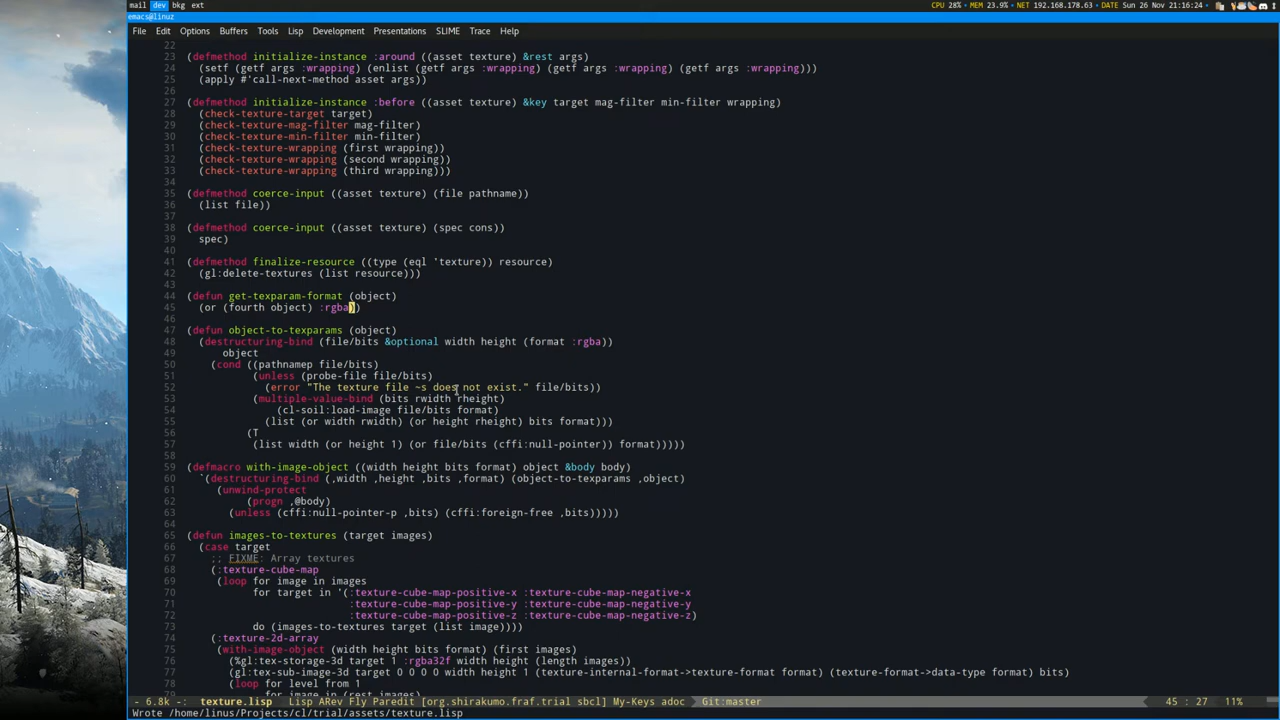 mail dev bkg ext CPU 28% • MEM 23.9% • NET 192.168.178.63 • DATE Sun 26 Nov 21:16:24
emacs@linuz
File Edit Options Buffers Tools Lisp Development Presentations SLIME Trace Help
22
23 (defmethod initialize-instance :around ((asset texture) &rest args)
24 (setf (getf args :wrapping) (enlist (getf args :wrapping) (getf args :wrapping) (getf args :wrapping)))
25 (apply #'call-next-method asset args))
26
27 (defmethod initialize-instance :before ((asset texture) &key target mag-filter min-filter wrapping)
28 (check-texture-target target)
29 (check-texture-mag-filter mag-filter)
30 (check-texture-min-filter min-filter)
31 (check-texture-wrapping (first wrapping))
32 (check-texture-wrapping (second wrapping))
33 (check-texture-wrapping (third wrapping)))
34
35 (defmethod coerce-input ((asset texture) (file pathname))
36 (list file))
37
38 (defmethod coerce-input ((asset texture) (spec cons))
39 spec)
40
41 (defmethod finalize-resource ((type (eql 'texture)) resource)
42 (gl:delete-textures (list resource)))
43
44 (defun get-texparam-format (object)
45 (or (fourth object) :rgba))
46
47 (defun object-to-texparams (object)
48 (destructuring-bind (file/bits &optional width height (format :rgba))
49 object
50 (cond ((pathnamep file/bits)
51 (unless (probe-file file/bits)
52 (error "The texture file ~s does not exist." file/bits))
53 (multiple-value-bind (bits rwidth rheight)
54 (cl-soil:load-image file/bits format)
55 (list (or width rwidth) (or height rheight) bits format)))
56 (T
57 (list width (or height 1) (or file/bits (cffi:null-pointer)) format)))))
58
59 (defmacro with-image-object ((width height bits format) object &body body)
60 `(destructuring-bind (,width ,height ,bits ,format) (object-to-texparams ,object)
61 (unwind-protect
62 (progn ,@body)
63 (unless (cffi:null-pointer-p ,bits) (cffi:foreign-free ,bits)))))
64
65 (defun images-to-textures (target images)
66 (case target
67 ;; FIXME: Array textures
68 (:texture-cube-map
69 (loop for image in images
70 for target in '(:texture-cube-map-positive-x :texture-cube-map-negative-x
71 :texture-cube-map-positive-y :texture-cube-map-negative-y
72 :texture-cube-map-positive-z :texture-cube-map-negative-z)
73 do (images-to-textures target (list image))))
74 (:texture-2d-array
75 (with-image-object (width height bits format) (first images)
76 (%gl:tex-storage-3d target 1 :rgba32f width height (length images))
77 (gl:tex-sub-image-3d target 0 0 0 0 width height 1 (texture-internal-format->texture-format format) (texture-format->data-type format) bits)
78 (loop for level from 1
79 for image in (rest images)
- 6.8k -: texture.lisp Lisp ARev Fly Paredit [org.shirakumo.fraf.trial sbcl] My-Keys adoc Git:master 45 : 27 11%
Wrote /home/linus/Projects/cl/trial/assets/texture.lisp